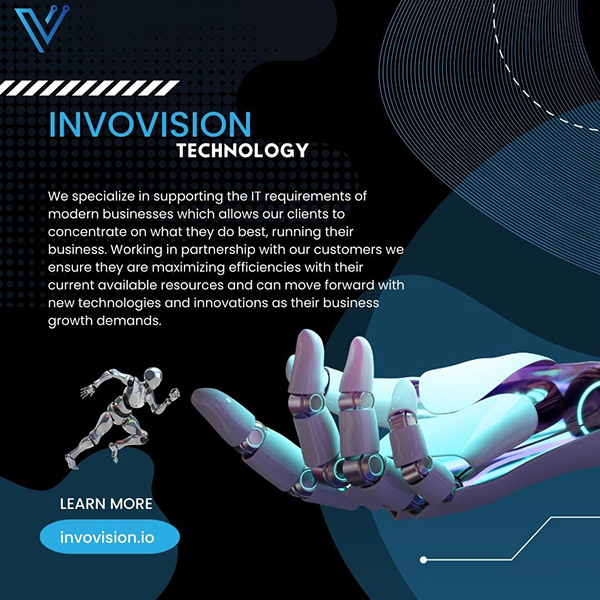 INVOVISION
TECHNOLOGY
We specialize in supporting the IT requirements of
modern businesses which allows our clients to
concentrate on what they do best, running their
business. Working in partnership with our customers we
ensure they are maximizing efficiencies with their
current available resources and can move forward with
new technologies and innovations as their business
growth demands.
LEARN MORE
invovision.io